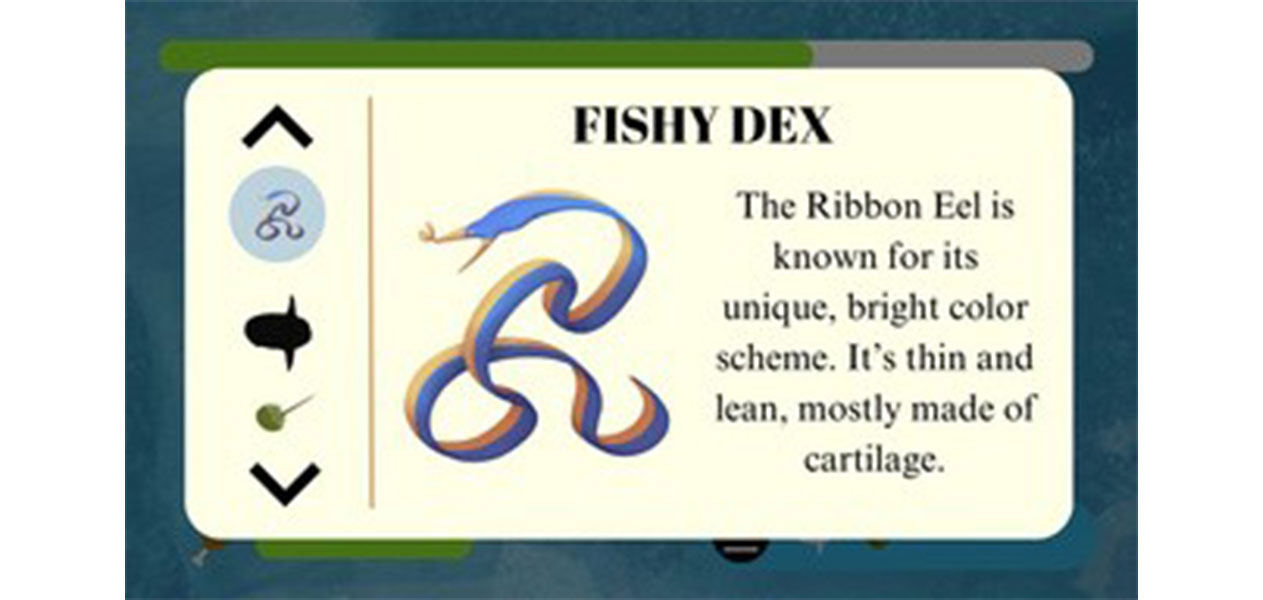 FISHY DEX
The Ribbon Eel is
known for its
unique, bright color
scheme. It’s thin and
lean, mostly made of
cartilage.